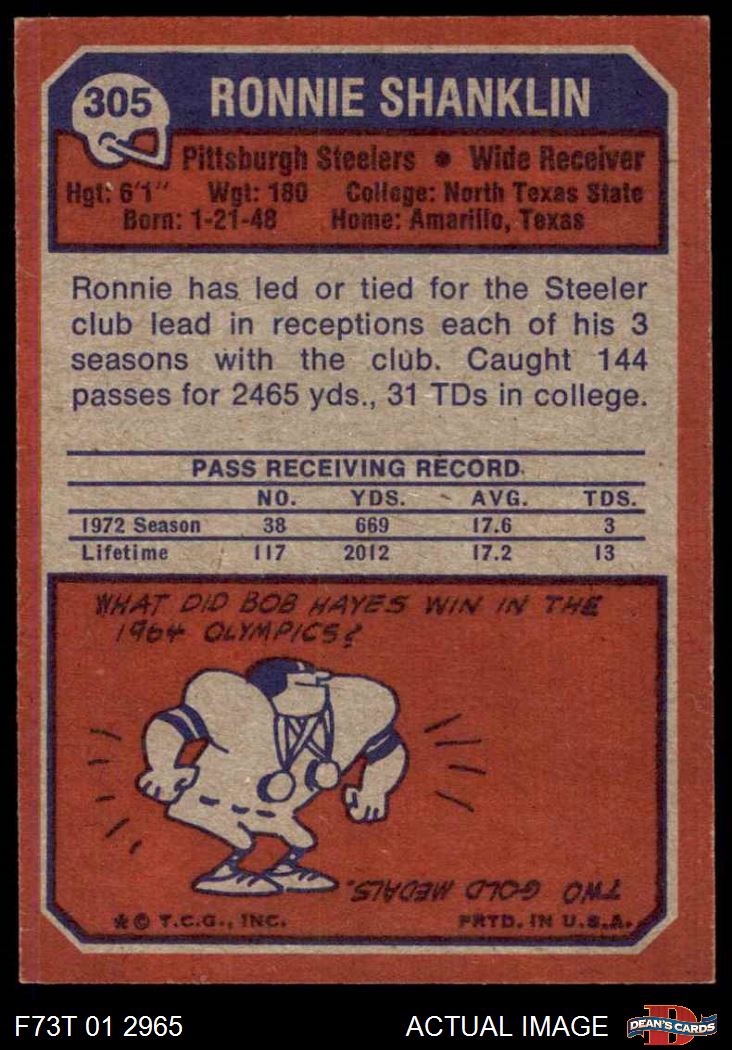 305
RONNIE SHANKLIN
Pittsburgh Steelers • Wide Receiver
Hgt: 6'1" Wgt: 180 College: North Texas State
Born: 1-21-48 Home: Amarillo, Texas
Ronnie has led or tied for the Steeler
club lead in receptions each of his 3
seasons with the club. Caught 144
passes for 2465 yds., 31 TDs in college.
PASS RECEIVING RECORD
NO. YDS. AVG. TDS.
1972 Season 38 669 17.6 3
Lifetime 117 2012 17.2 13
WHAT DID BOB HAYES WIN IN THE
1964 OLYMPICS?
TWO GOLD MEDALS.
*© T.C.G., INC. PRTD. IN U.S.A.
F73T 01 2965 ACTUAL IMAGE
D
DEAN'S CARDS